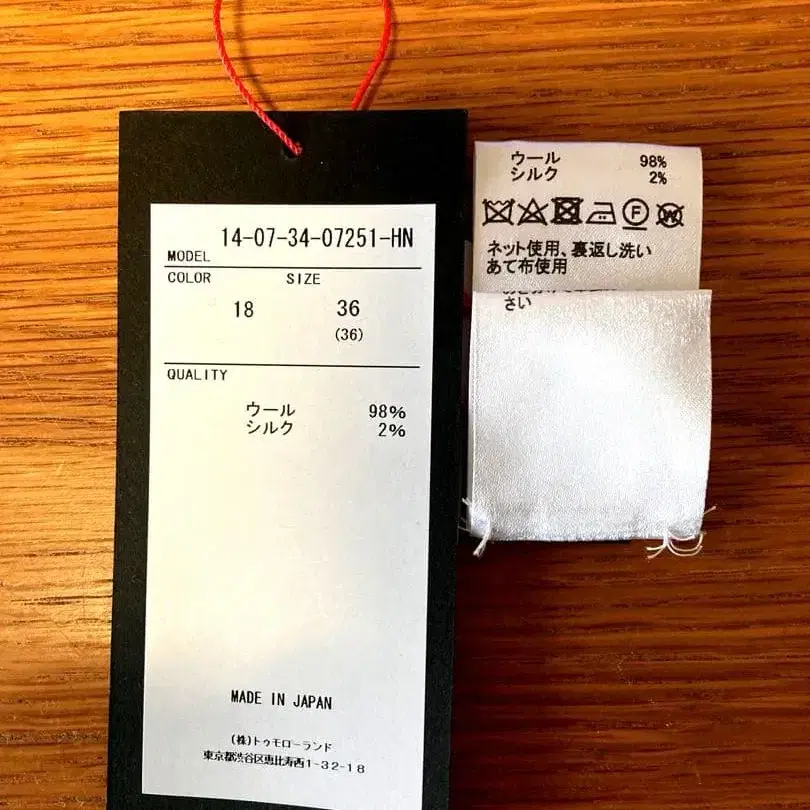 14-07-34-07251-HN
MODEL
COLOR SIZE
18 36
(36)
QUALITY
ウール 98%
シルク 2%
MADE IN JAPAN
(株)トゥモローランド
東京都渋谷区恵比寿西1-32-18
ウール 98%
シルク 2%
F W
ネット使用、裏返し洗い
あて布使用
さい